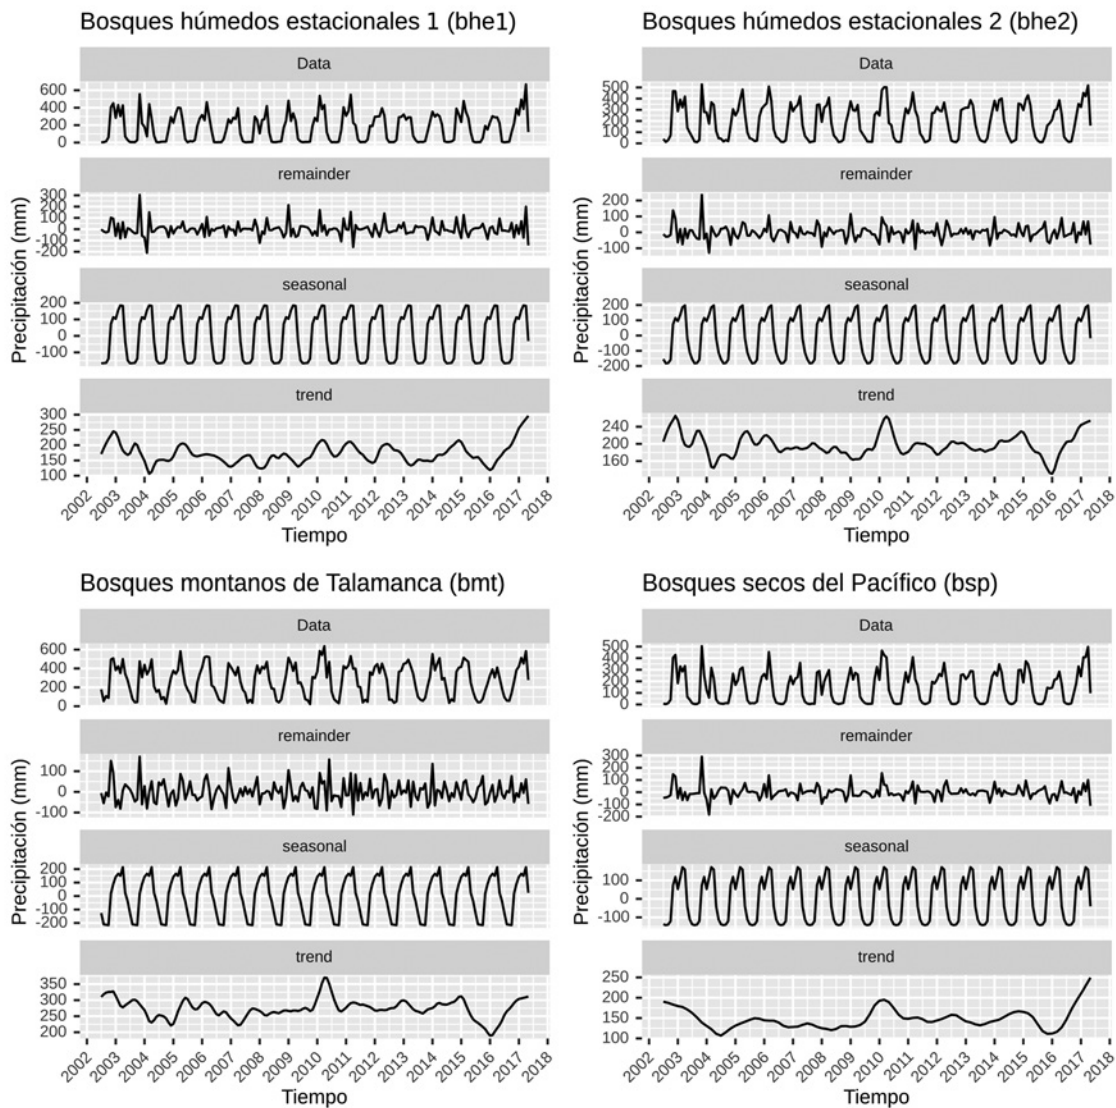 Bosques húmedos estacionales 1 (bhe1)
Data
600
400
200
0
remainder
300
200
100
0
-100
-200
seasonal
200
100
0
-100
trend
300
250
200
150
100
Precipitación (mm)
2002 2003 2004 2005 2006 2007 2008 2009 2010 2011 2012 2013 2014 2015 2016 2017 2018
Tiempo
Bosques húmedos estacionales 2 (bhe2)
Data
500
400
300
200
100
0
remainder
200
100
0
-100
seasonal
200
100
0
-100
-200
trend
240
200
160
Precipitación (mm)
2002 2003 2004 2005 2006 2007 2008 2009 2010 2011 2012 2013 2014 2015 2016 2017 2018
Tiempo
Bosques montanos de Talamanca (bmt)
Data
600
400
200
0
remainder
100
0
-100
seasonal
200
100
0
-100
-200
trend
350
300
250
200
Precipitación (mm)
2002 2003 2004 2005 2006 2007 2008 2009 2010 2011 2012 2013 2014 2015 2016 2017 2018
Tiempo
Bosques secos del Pacífico (bsp)
Data
500
400
300
200
100
0
remainder
300
200
100
0
-100
-200
seasonal
100
0
-100
trend
250
200
150
100
Precipitación (mm)
2002 2003 2004 2005 2006 2007 2008 2009 2010 2011 2012 2013 2014 2015 2016 2017 2018
Tiempo